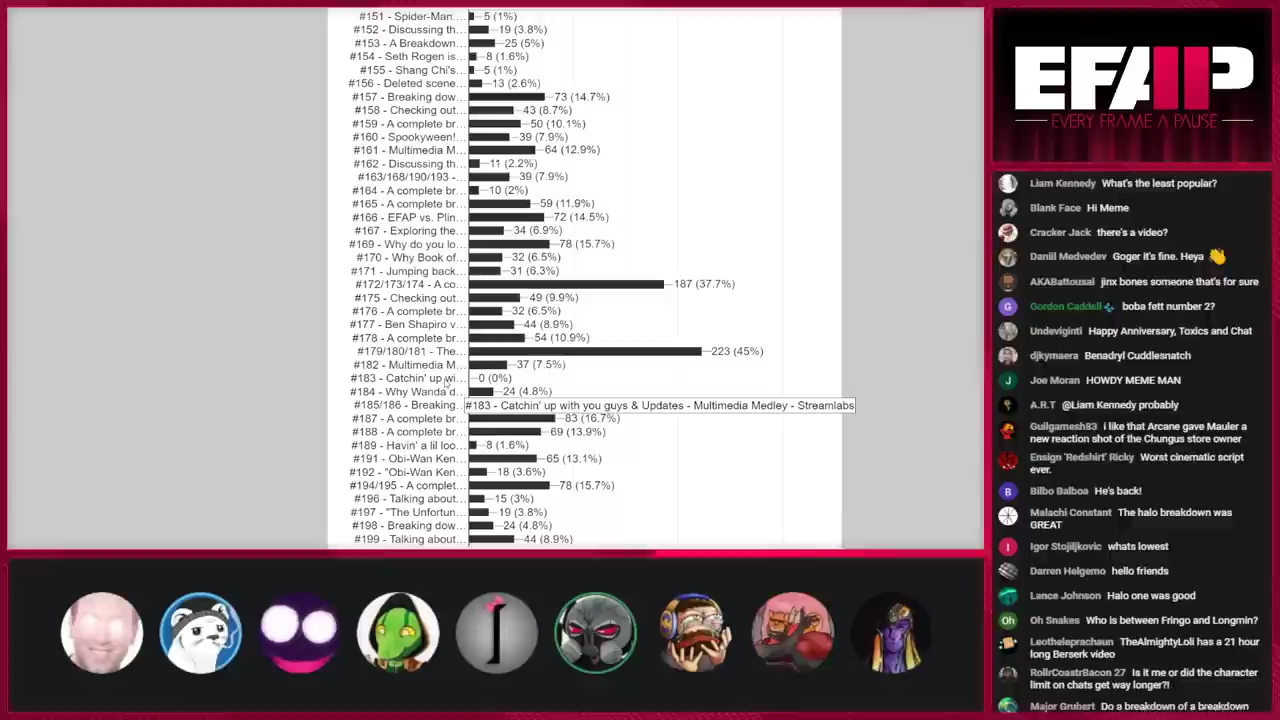 #151 - Spider-Man... 5 (1%)
#152 - Discussing th... 19 (3.8%)
#153 - A Breakdown... 25 (5%)
#154 - Seth Rogen is... 8 (1.6%)
#155 - Shang Chi's... 5 (1%)
#156 - Deleted scene... 13 (2.6%)
#157 - Breaking dow... 73 (14.7%)
#158 - Checking out... 43 (8.7%)
#159 - A complete br... 50 (10.1%)
#160 - Spookyween!... 39 (7.9%)
#161 - Multimedia M... 64 (12.9%)
#162 - Discussing th... 11 (2.2%)
#163/168/190/193 -... 39 (7.9%)
#164 - A complete br... 10 (2%)
#165 - A complete br... 59 (11.9%)
#166 - EFAP vs. Plin... 72 (14.5%)
#167 - Exploring the... 34 (6.9%)
#169 - Why do you lo... 78 (15.7%)
#170 - Why Book of... 32 (6.5%)
#171 - Jumping back... 31 (6.3%)
#172/173/174 - A co... 187 (37.7%)
#175 - Checking out... 49 (9.9%)
#176 - A complete br... 32 (6.5%)
#177 - Ben Shapiro v... 44 (8.9%)
#178 - A complete br... 54 (10.9%)
#179/180/181 - The... 223 (45%)
#182 - Multimedia M... 37 (7.5%)
#183 - Catchin' up wi... 0 (0%)
#184 - Why Wanda d... 24 (4.8%)
#185/186 - Breaking...
#183 - Catchin' up with you guys & Updates - Multimedia Medley - Streamlabs
#187 - A complete br... 83 (16.7%)
#188 - A complete br... 69 (13.9%)
#189 - Havin' a lil loo... 8 (1.6%)
#191 - Obi-Wan Ken... 65 (13.1%)
#192 - "Obi-Wan Ken... 18 (3.6%)
#194/195 - A complet... 78 (15.7%)
#196 - Talking about... 15 (3%)
#197 - "The Unfortun... 19 (3.8%)
#198 - Breaking dow... 24 (4.8%)
#199 - Talking about... 44 (8.9%)
EFAP
EVERY FRAME A PAUSE
Liam Kennedy What's the least popular?
Blank Face Hi Meme
Cracker Jack there's a video?
Daniil Medvedev Goger it's fine. Heya 👋
AKABattousai jinx bones someone that's for sure
G Gordon Caddell boba fett number 2?
Undeviginti Happy Anniversary, Toxics and Chat
djkymaera Benadryl Cuddlesnatch
J Joe Moran HOWDY MEME MAN
A.R.T @Liam Kennedy probably
Guilgamesh83 i like that Arcane gave Mauler a
new reaction shot of the Chungus store owner
Ensign 'Redshirt' Ricky Worst cinematic script
ever.
B Bilbo Balboa He's back!
Malachi Constant The halo breakdown was
GREAT
I Igor Stojiljkovic whats lowest
Darren Helgemo hello friends
Lance Johnson Halo one was good
Oh Oh Snakes Who is between Fringo and Longmin?
Leotheleprachaun TheAlmightyLoli has a 21 hour
long Berserk video
RollrCoastrBacon 27 Is it me or did the character
limit on chats get way longer?!
Major Grubert Do a breakdown of a breakdown